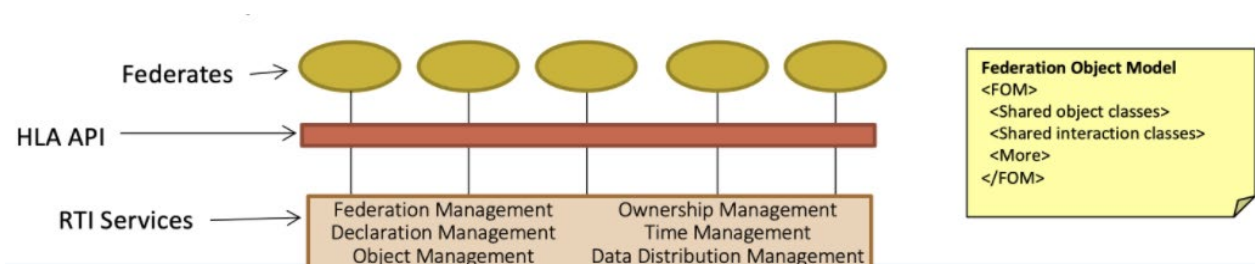 Federates
HLA API
RTI Services
Federation Management
Declaration Management
Object Management
Ownership Management
Time Management
Data Distribution Management
Federation Object Model
<FOM>
<Shared object classes>
<Shared interaction classes>
<More>
</FOM>